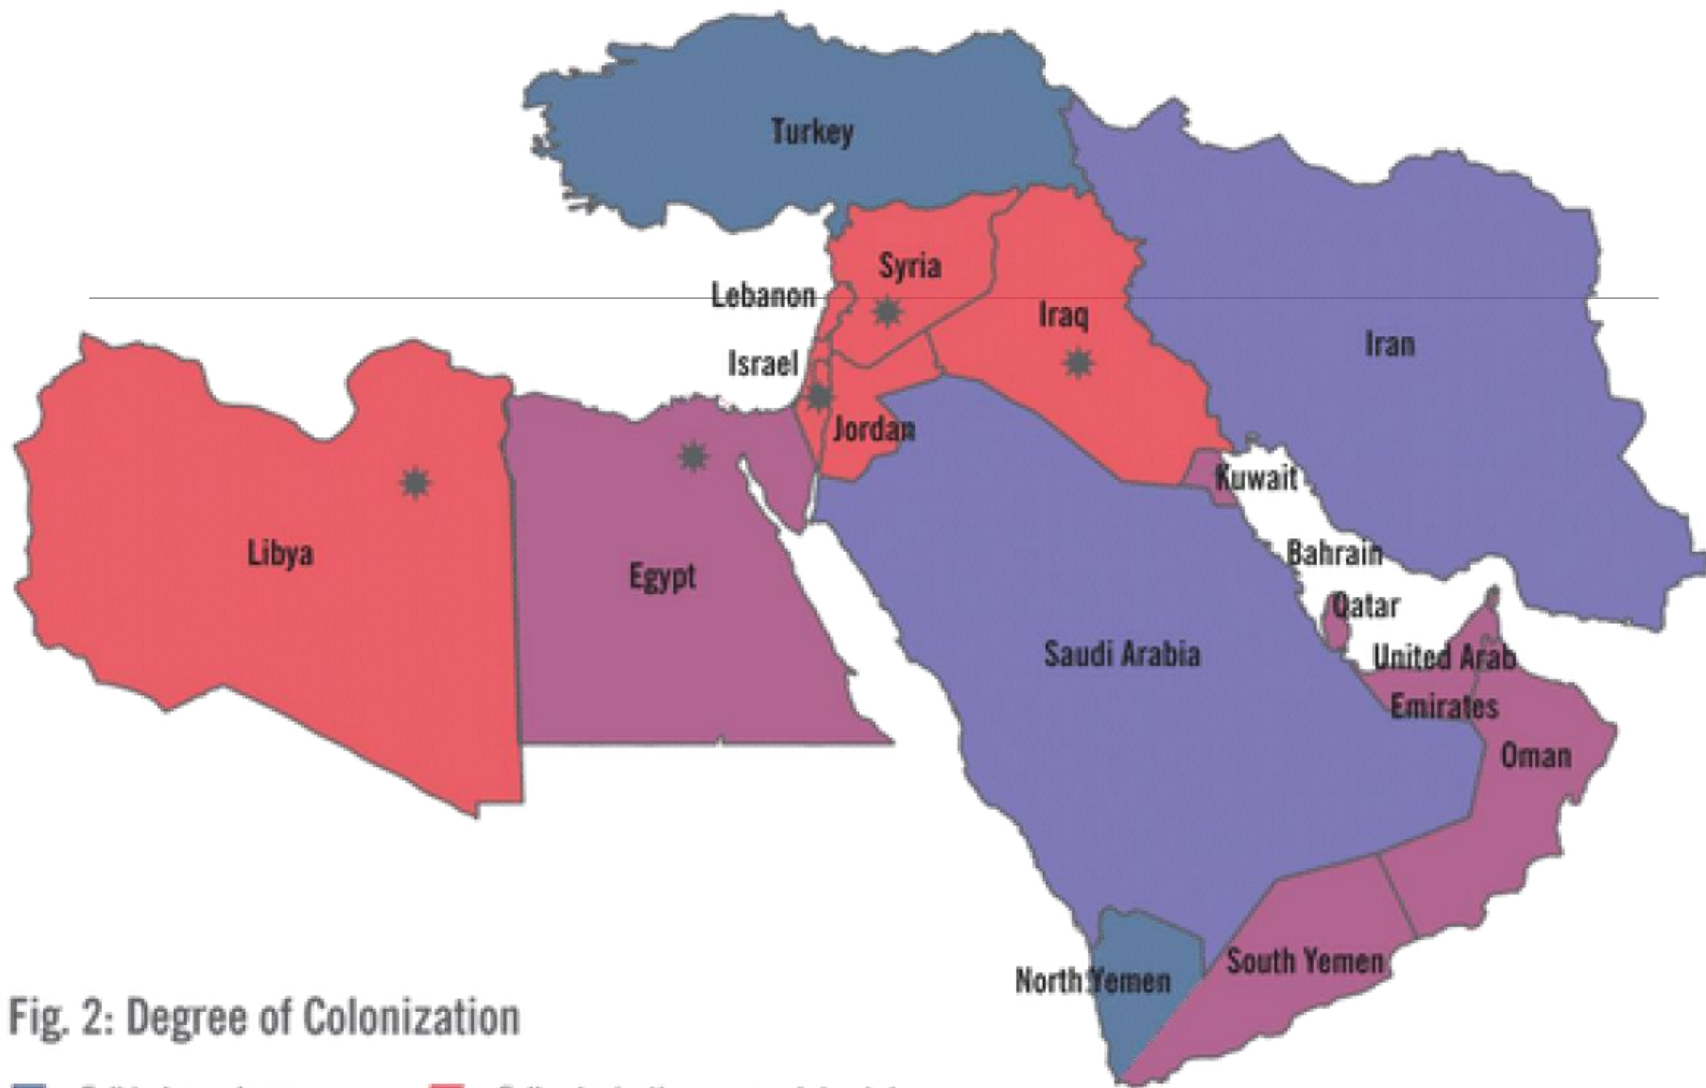 Turkey
Syria
Lebanon
Iraq
Iran
Israel
Jordan
Kuwait
Libya
Egypt
Bahrain
Qatar
Saudi Arabia
United Arab
Emirates
Oman
South Yemen
North Yemen
Fig. 2: Degree of Colonization